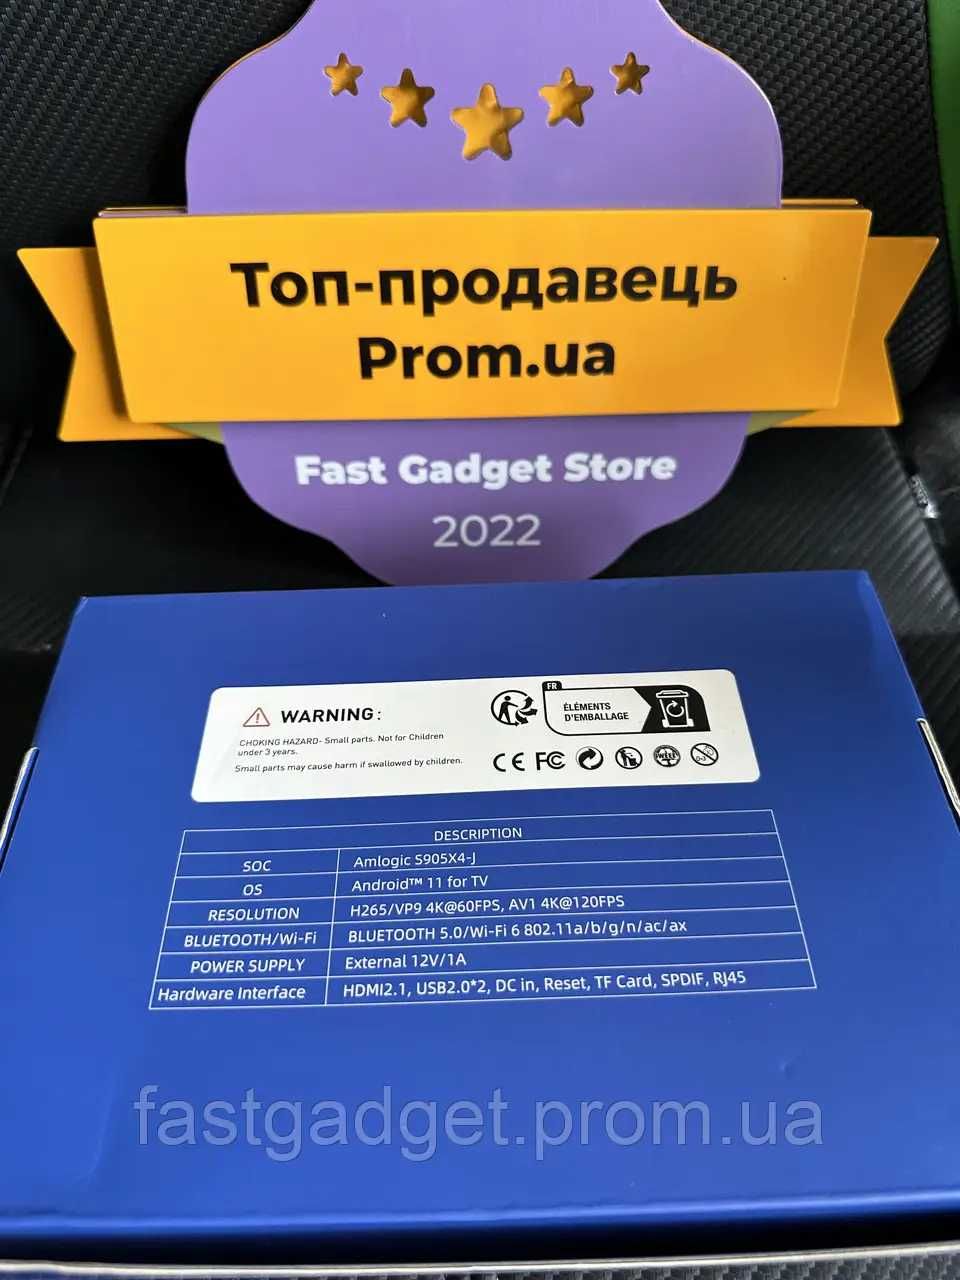 Топ-продавець
Prom.ua
Fast Gadget Store
2022
WARNING:
CHOKING HAZARD- Small parts. Not for Children
under 3 years.
Small parts may cause harm if swallowed by children.
FR
ÉLÉMENTS
D'EMBALLAGE
CE FC
WEEE
0-3
DESCRIPTION
SOC Amlogic S905X4-J
OS Android™ 11 for TV
RESOLUTION H265/VP9 4K@60FPS, AV1 4K@120FPS
BLUETOOTH/Wi-Fi BLUETOOTH 5.0/Wi-Fi 6 802.11a/b/g/n/ac/ax
POWER SUPPLY External 12V/1A
Hardware Interface HDMI2.1, USB2.0*2, DC in, Reset, TF Card, SPDIF, RJ45
fastgadget.prom.ua